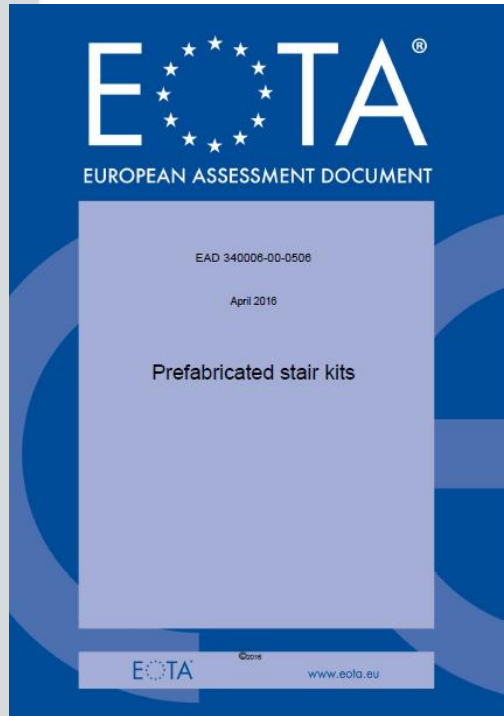 EOTA®
EUROPEAN ASSESSMENT DOCUMENT
EAD 340006-00-0506
April 2016
Prefabricated stair kits
©2016
EOTA
www.eota.eu